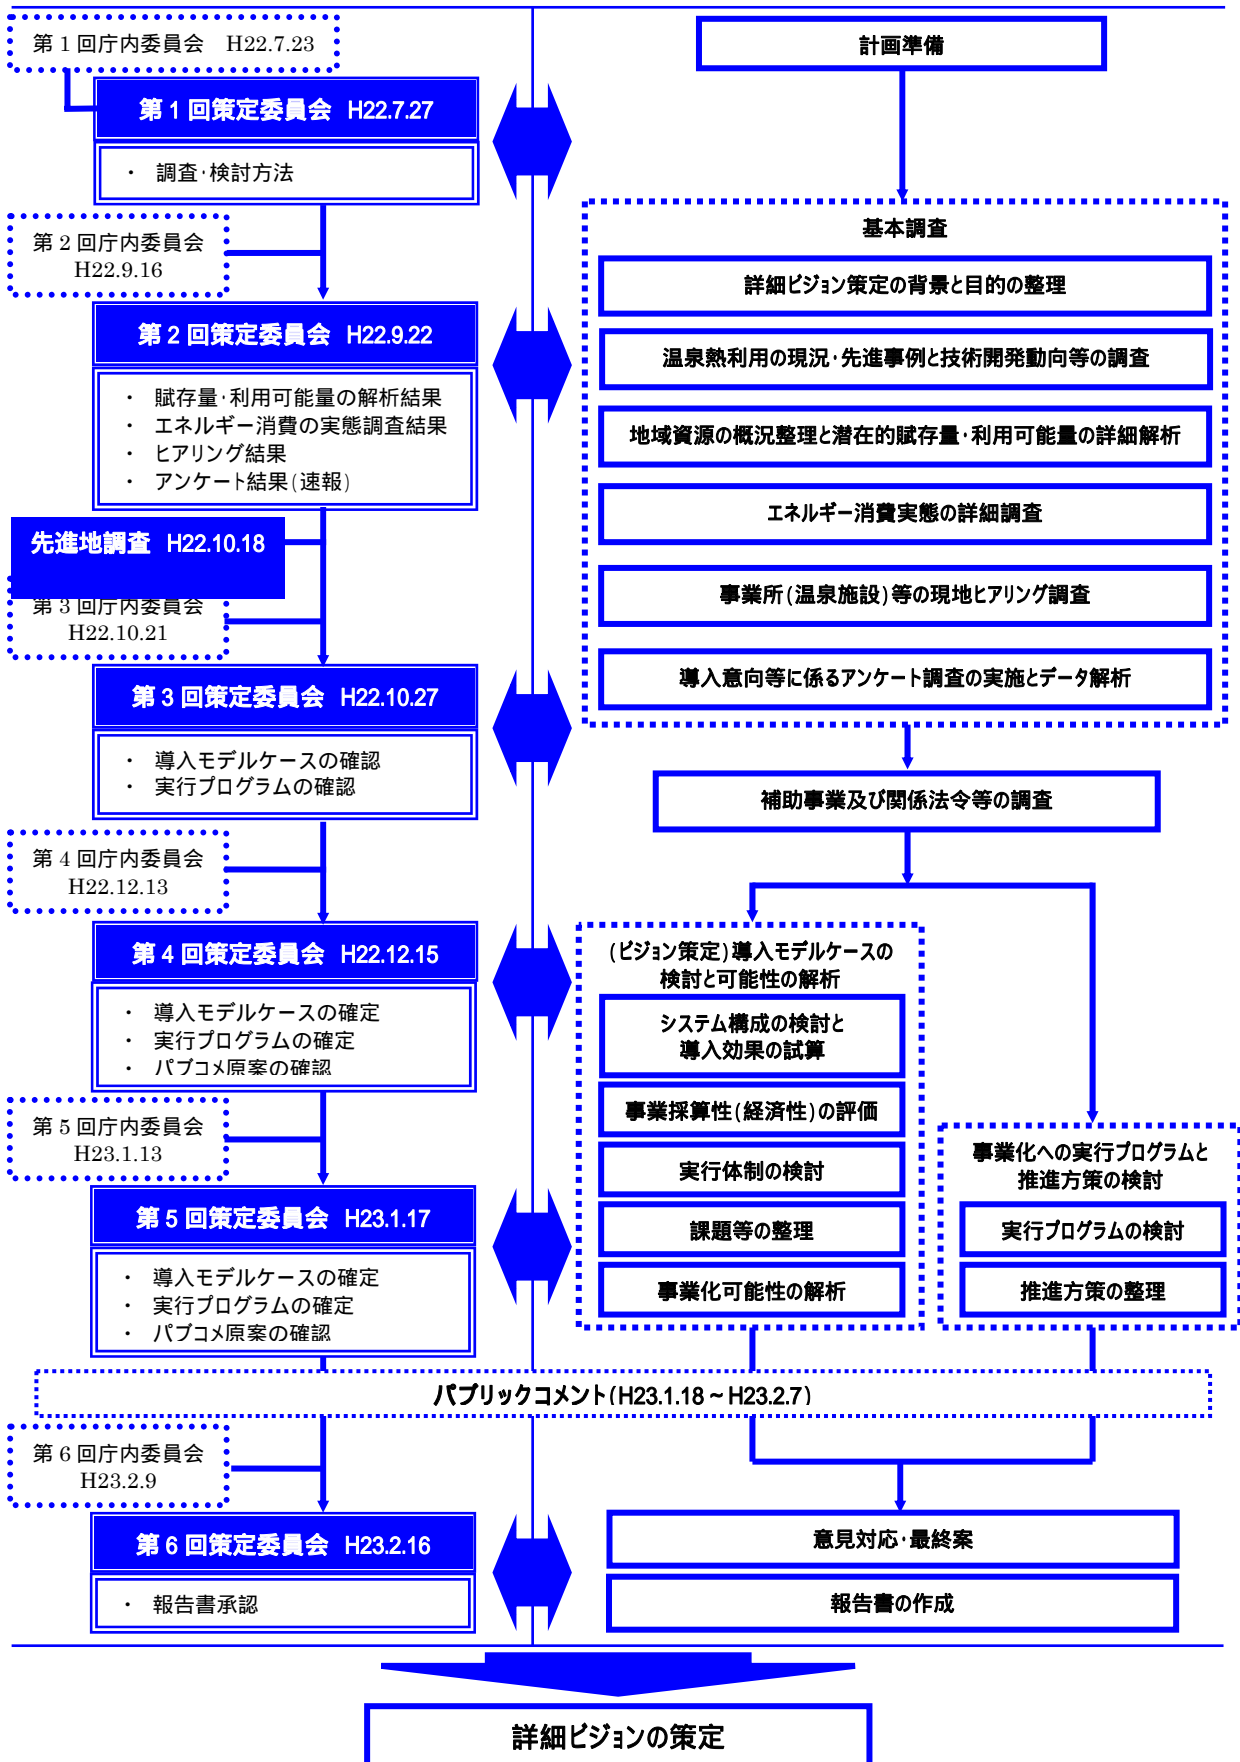 第1回庁内委員会 H22.7.23
第1回策定委員会 H22.7.27
・ 調査・検討方法
第2回庁内委員会
H22.9.16
第2回策定委員会 H22.9.22
・ 賦存量・利用可能量の解析結果
・ エネルギー消費の実態調査結果
・ ヒアリング結果
・ アンケート結果(速報)
先進地調査 H22.10.18
第3回庁内委員会
H22.10.21
第3回策定委員会 H22.10.27
・ 導入モデルケースの確認
・ 実行プログラムの確認
第4回庁内委員会
H22.12.13
第4回策定委員会 H22.12.15
・ 導入モデルケースの確定
・ 実行プログラムの確定
・ パブコメ原案の確認
第5回庁内委員会
H23.1.13
第5回策定委員会 H23.1.17
・ 導入モデルケースの確定
・ 実行プログラムの確定
・ パブコメ原案の確認
計画準備
基本調査
詳細ビジョン策定の背景と目的の整理
温泉熱利用の現況・先進事例と技術開発動向等の調査
地域資源の概況整理と潜在的賦存量・利用可能量の詳細解析
エネルギー消費実態の詳細調査
事業所(温泉施設)等の現地ヒアリング調査
導入意向等に係るアンケート調査の実施とデータ解析
補助事業及び関係法令等の調査
(ビジョン策定)導入モデルケースの
検討と可能性の解析
システム構成の検討と
導入効果の試算
事業採算性(経済性)の評価
実行体制の検討
課題等の整理
事業化可能性の解析
事業化への実行プログラムと
推進方策の検討
実行プログラムの検討
推進方策の整理
パブリックコメント(H23.1.18～H23.2.7)
第6回庁内委員会
H23.2.9
第6回策定委員会 H23.2.16
・ 報告書承認
意見対応・最終案
報告書の作成
詳細ビジョンの策定